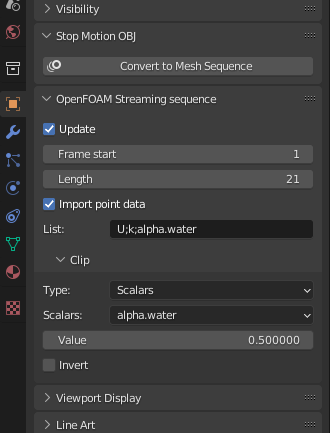 Visibility
Stop Motion OBJ
Convert to Mesh Sequence
OpenFOAM Streaming sequence
Update
Frame start 1
Length 21
Import point data
List: U;k;alpha.water
Clip
Type: Scalars
Scalars: alpha.water
Value 0.500000
Invert
Viewport Display
Line Art